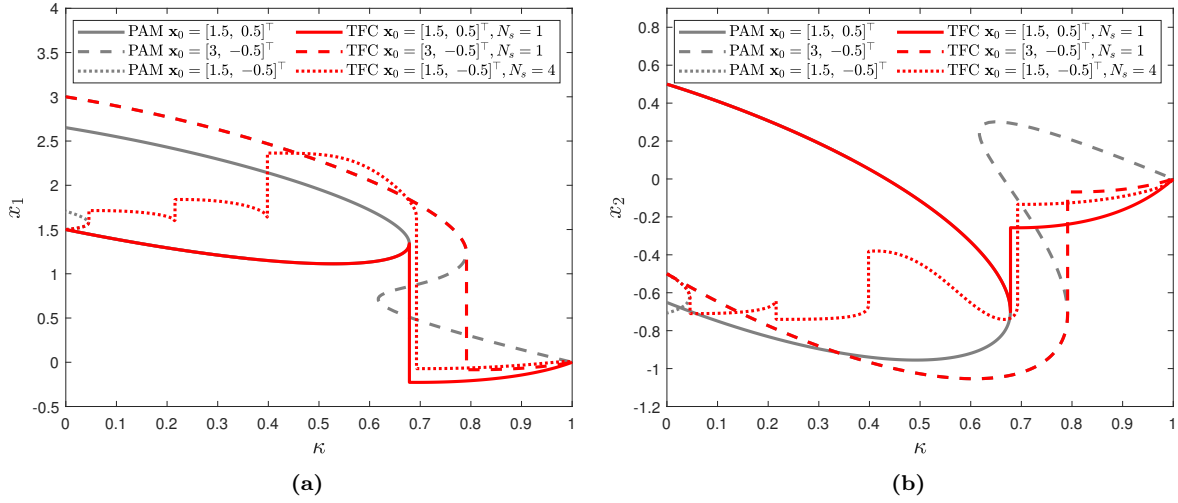 4
3.5
3
2.5
2
1.5
1
0.5
0
-0.5
x₁
PAM x₀ = [1.5, 0.5]ᵀ
PAM x₀ = [3, −0.5]ᵀ
PAM x₀ = [1.5, −0.5]ᵀ
TFC x₀ = [1.5, 0.5]ᵀ, Nₛ = 1
TFC x₀ = [3, −0.5]ᵀ, Nₛ = 1
TFC x₀ = [1.5, −0.5]ᵀ, Nₛ = 4
0 0.1 0.2 0.3 0.4 0.5 0.6 0.7 0.8 0.9 1
κ
(a)
0.8
0.6
0.4
0.2
0
-0.2
-0.4
-0.6
-0.8
-1
-1.2
x₂
PAM x₀ = [1.5, 0.5]ᵀ
PAM x₀ = [3, −0.5]ᵀ
PAM x₀ = [1.5, −0.5]ᵀ
TFC x₀ = [1.5, 0.5]ᵀ, Nₛ = 1
TFC x₀ = [3, −0.5]ᵀ, Nₛ = 1
TFC x₀ = [1.5, −0.5]ᵀ, Nₛ = 4
0 0.1 0.2 0.3 0.4 0.5 0.6 0.7 0.8 0.9 1
κ
(b)